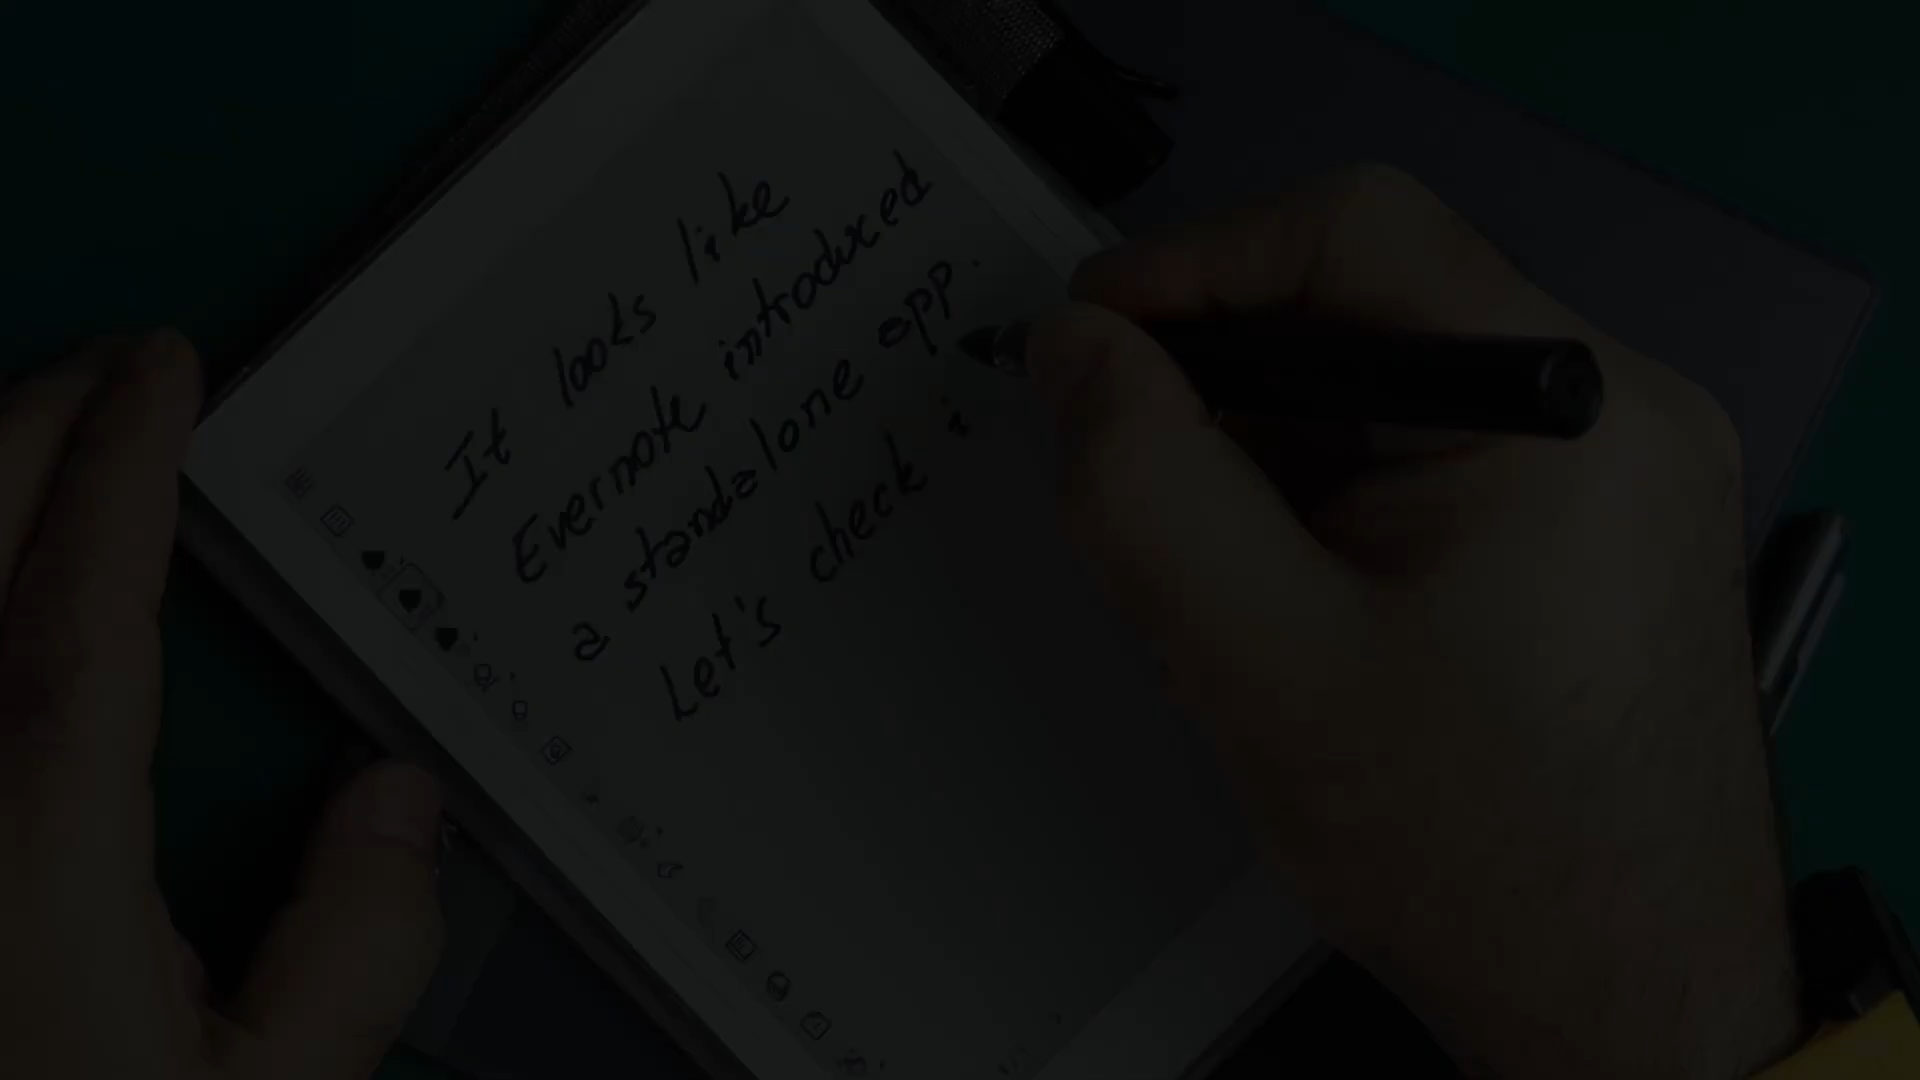 It looks like
Evernote introduced
a standalone app.
Let's check i